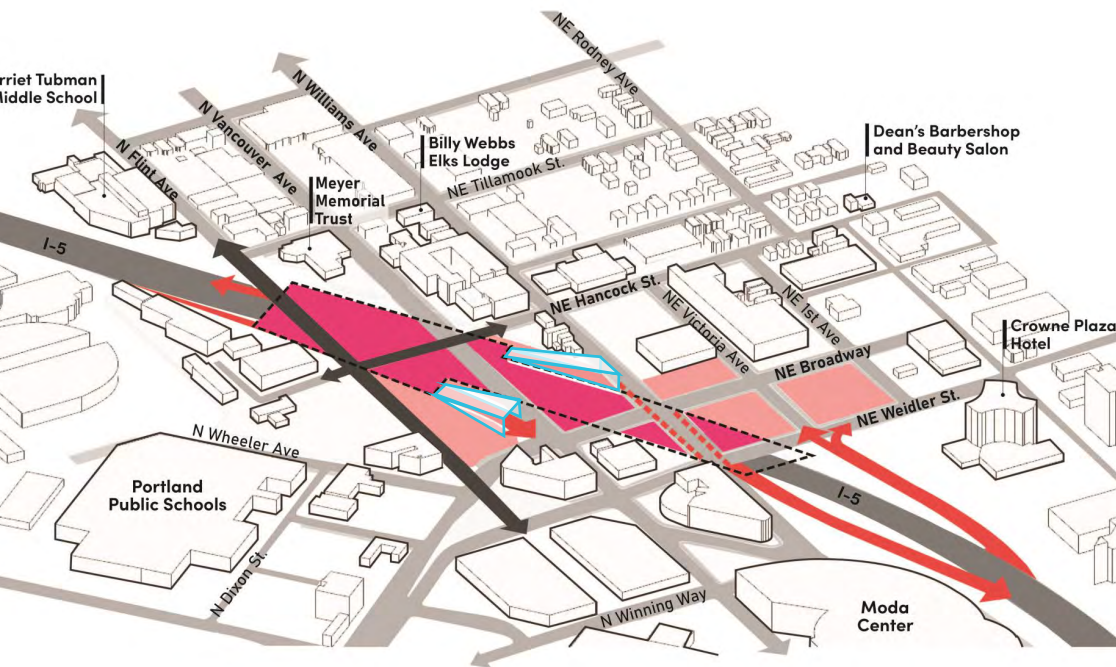 NE Rodney Ave
rriet Tubman
Middle School
N Williams Ave
N Vancouver Ave
N Flint Ave
Billy Webbs
Elks Lodge
Dean's Barbershop
and Beauty Salon
NE Tillamook St.
Meyer
Memorial
Trust
I-5
NE Hancock St.
NE Victoria Ave
NE 1st Ave
Crowne Plaza
Hotel
NE Broadway
NE Weidler St.
N Wheeler Ave
Portland
Public Schools
I-5
N Dixon St.
N Winning Way
Moda
Center